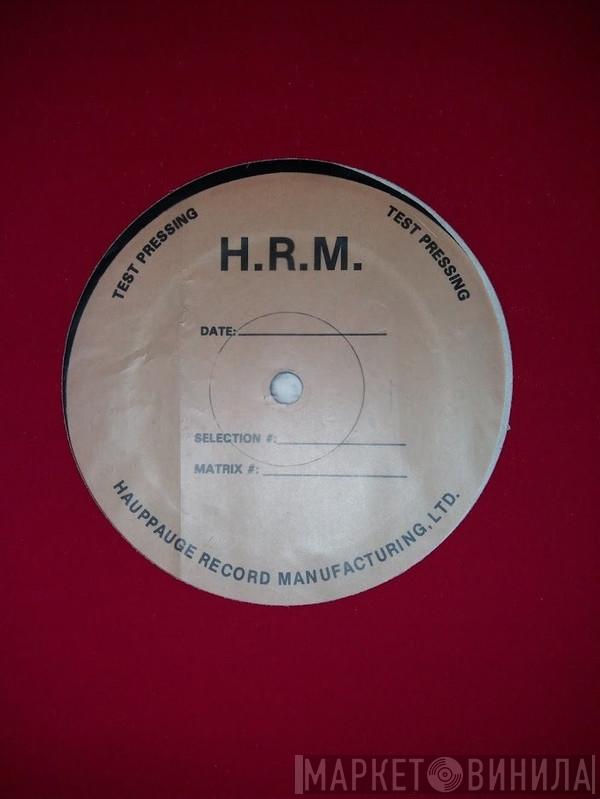 TEST PRESSING
TEST PRESSING
H.R.M.
DATE:
SELECTION #:
MATRIX #:
HAUPPAUGE RECORD MANUFACTURING, LTD.
МАРКЕТ ВИНИЛА